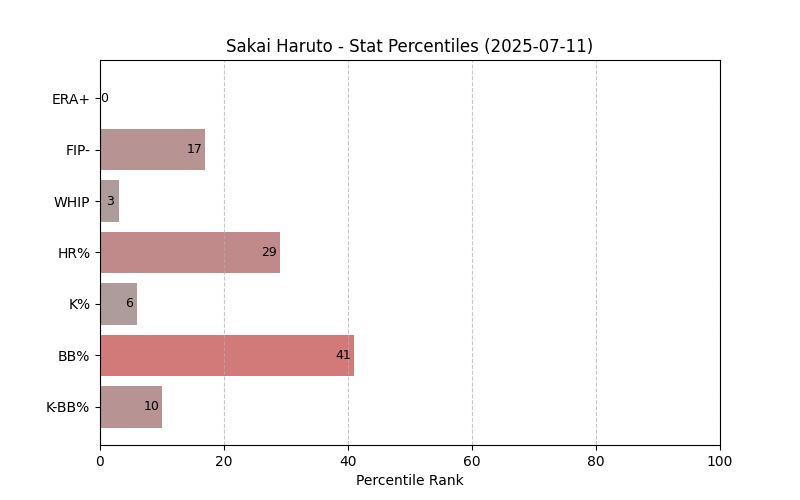 Sakai Haruto - Stat Percentiles (2025-07-11)
ERA+ 0
FIP- 17
WHIP 3
HR% 29
K% 6
BB% 41
K-BB% 10
0 20 40 60 80 100
Percentile Rank